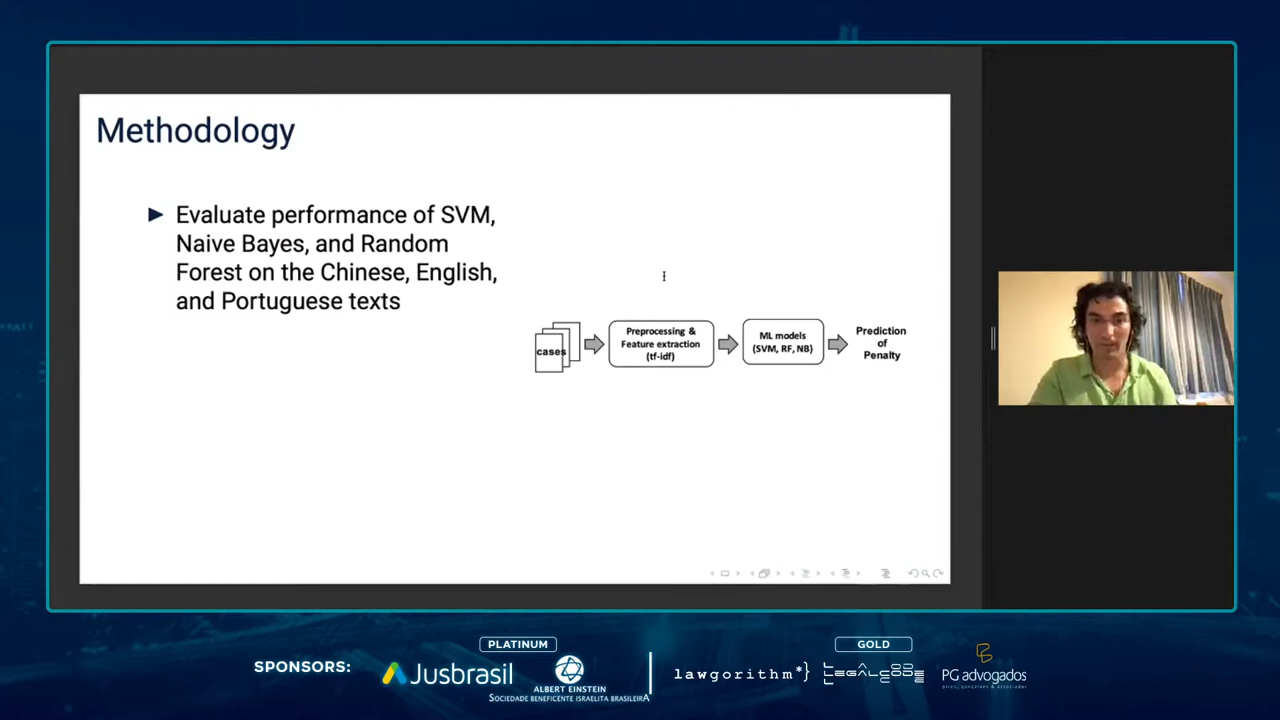 Methodology
► Evaluate performance of SVM,
Naive Bayes, and Random
Forest on the Chinese, English,
and Portuguese texts
cases
Preprocessing &
Feature extraction
(tf-idf)
ML models
(SVM, RF, NB)
Prediction
of
Penalty
SPONSORS:
PLATINUM
Jusbrasil
ALBERT EINSTEIN
SOCIEDADE BENEFICENTE ISRAELITA BRASILEIRA
GOLD
lawgorithm*}
LEGALCODE
PG advogados